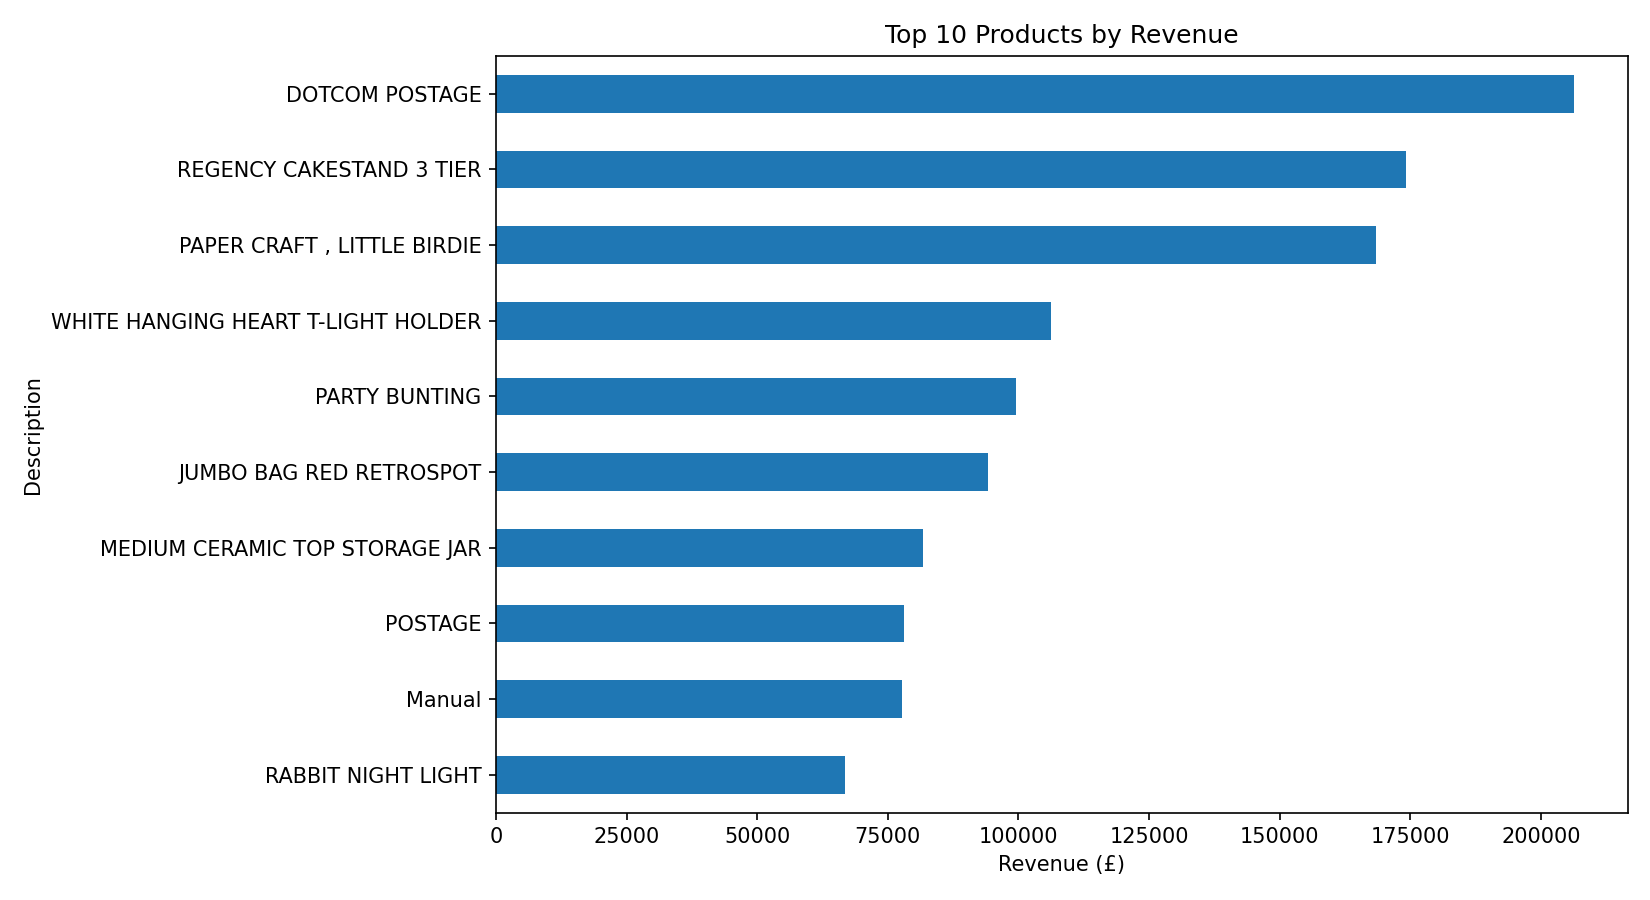 Top 10 Products by Revenue
DOTCOM POSTAGE
REGENCY CAKESTAND 3 TIER
PAPER CRAFT , LITTLE BIRDIE
WHITE HANGING HEART T-LIGHT HOLDER
PARTY BUNTING
JUMBO BAG RED RETROSPOT
MEDIUM CERAMIC TOP STORAGE JAR
POSTAGE
Manual
RABBIT NIGHT LIGHT
Description
0 25000 50000 75000 100000 125000 150000 175000 200000
Revenue (£)